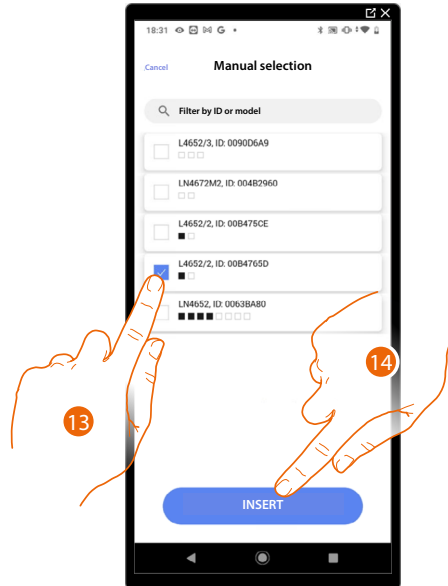 18:31 G
Cancel Manual selection
Filter by ID or model
L4652/3, ID: 0090D6A9
LN4672M2, ID: 004B2960
L4652/2, ID: 00B475CE
L4652/2, ID: 00B4765D
LN4652, ID: 0063BA80
13
14
INSERT